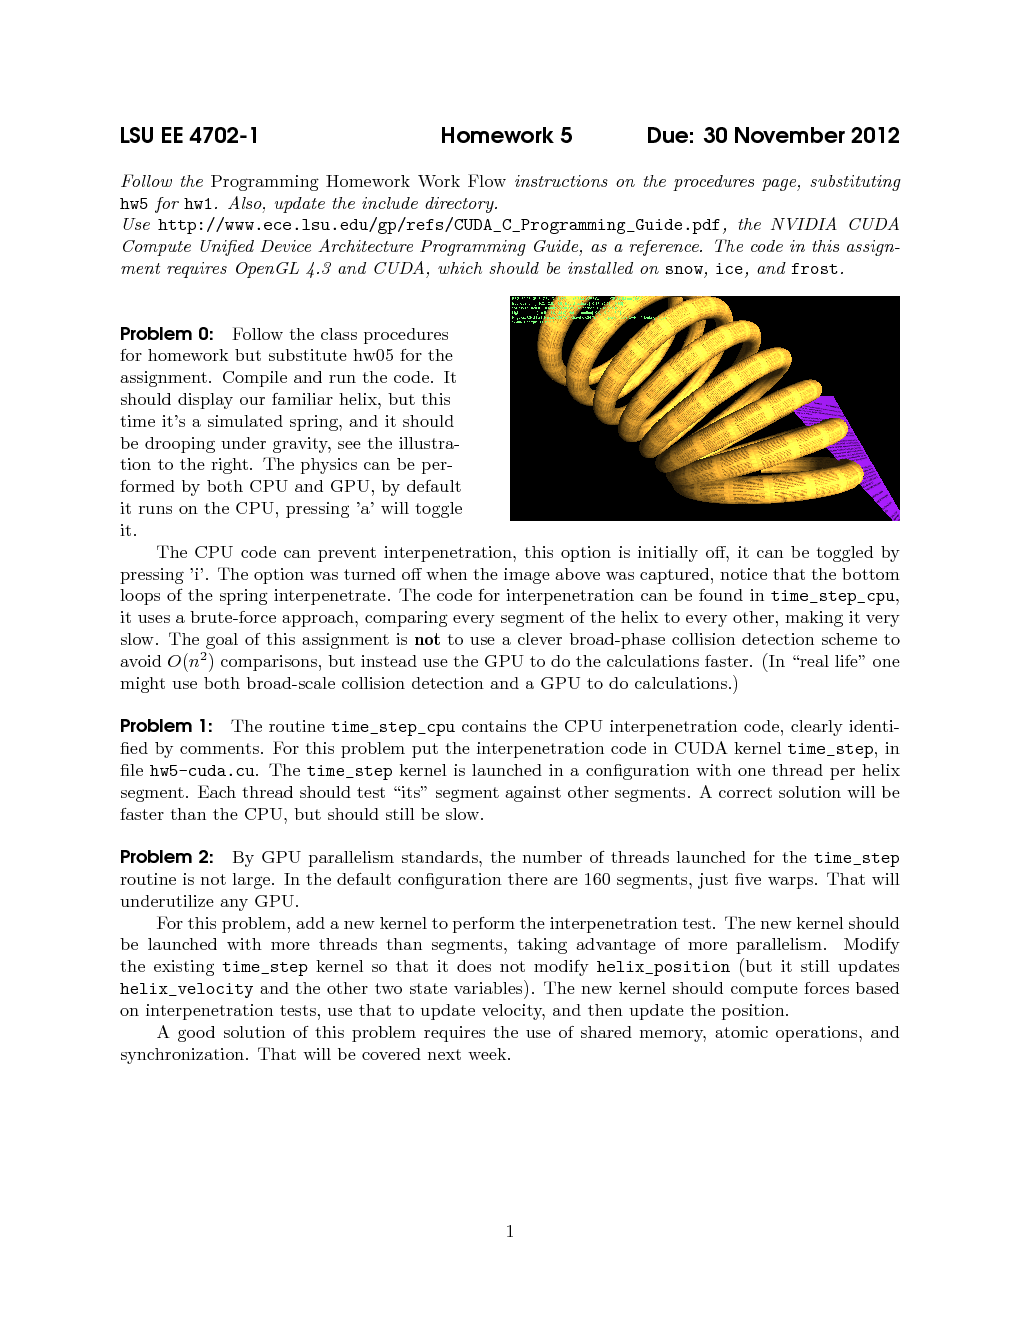 LSU EE 4702-1 Homework 5 Due: 30 November 2012
Follow the Programming Homework Work Flow instructions on the procedures page, substituting
hw5 for hw1. Also, update the include directory.
Use http://www.ece.lsu.edu/gp/refs/CUDA_C_Programming_Guide.pdf, the NVIDIA CUDA
Compute Unified Device Architecture Programming Guide, as a reference. The code in this assign-
ment requires OpenGL 4.3 and CUDA, which should be installed on snow, ice, and frost.
Problem 0: Follow the class procedures
for homework but substitute hw05 for the
assignment. Compile and run the code. It
should display our familiar helix, but this
time it's a simulated spring, and it should
be drooping under gravity, see the illustra-
tion to the right. The physics can be per-
formed by both CPU and GPU, by default
it runs on the CPU, pressing 'a' will toggle
it.
The CPU code can prevent interpenetration, this option is initially off, it can be toggled by
pressing 'i'. The option was turned off when the image above was captured, notice that the bottom
loops of the spring interpenetrate. The code for interpenetration can be found in time_step_cpu,
it uses a brute-force approach, comparing every segment of the helix to every other, making it very
slow. The goal of this assignment is not to use a clever broad-phase collision detection scheme to
avoid O(n²) comparisons, but instead use the GPU to do the calculations faster. (In “real life” one
might use both broad-scale collision detection and a GPU to do calculations.)
Problem 1: The routine time_step_cpu contains the CPU interpenetration code, clearly identi-
fied by comments. For this problem put the interpenetration code in CUDA kernel time_step, in
file hw5-cuda.cu. The time_step kernel is launched in a configuration with one thread per helix
segment. Each thread should test “its” segment against other segments. A correct solution will be
faster than the CPU, but should still be slow.
Problem 2: By GPU parallelism standards, the number of threads launched for the time_step
routine is not large. In the default configuration there are 160 segments, just five warps. That will
underutilize any GPU.
For this problem, add a new kernel to perform the interpenetration test. The new kernel should
be launched with more threads than segments, taking advantage of more parallelism. Modify
the existing time_step kernel so that it does not modify helix_position (but it still updates
helix_velocity and the other two state variables). The new kernel should compute forces based
on interpenetration tests, use that to update velocity, and then update the position.
A good solution of this problem requires the use of shared memory, atomic operations, and
synchronization. That will be covered next week.
1